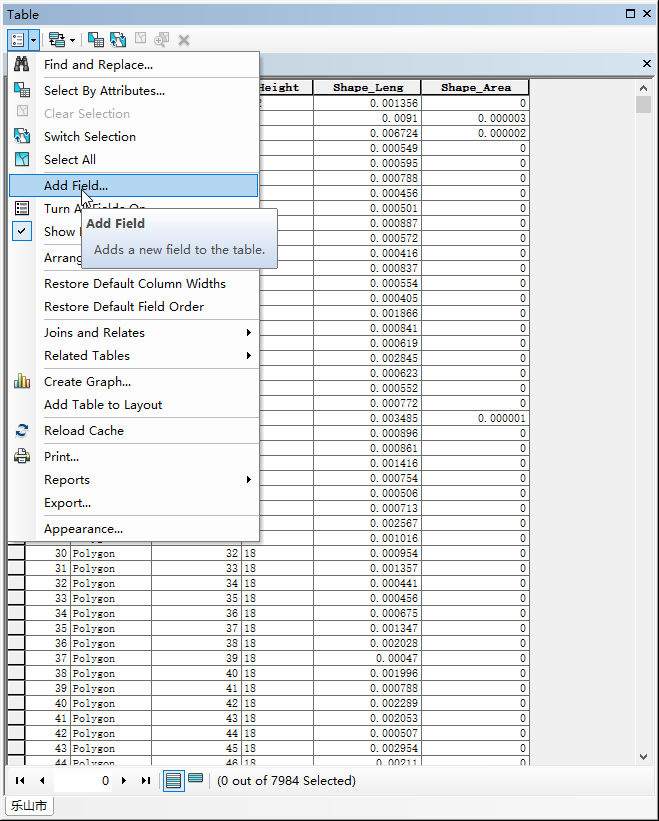 Table
Find and Replace...
Select By Attributes...
Clear Selection
Switch Selection
Select All
Add Field...
Turn
Show
Arrang
Add Field
Adds a new field to the table.
Restore Default Column Widths
Restore Default Field Order
Joins and Relates
Related Tables
Create Graph...
Add Table to Layout
Reload Cache
Print...
Reports
Export...
Appearance...
Height Shape_Leng Shape_Area
0.001356 0
0.0091 0.000003
0.006724 0.000002
0.000549 0
0.000595 0
0.000788 0
0.000456 0
0.000501 0
0.000887 0
0.000572 0
0.000416 0
0.000837 0
0.000554 0
0.000405 0
0.001866 0
0.000841 0
0.000619 0
0.002845 0
0.000623 0
0.000552 0
0.000772 0
0.003485 0.000001
0.000896 0
0.000861 0
0.001416 0
0.000754 0
0.000506 0
0.000713 0
0.002567 0
0.001016 0
30 Polygon 32 18 0.000954 0
31 Polygon 33 18 0.001357 0
32 Polygon 34 18 0.000441 0
33 Polygon 35 18 0.000456 0
34 Polygon 36 18 0.000675 0
35 Polygon 37 18 0.001347 0
36 Polygon 38 18 0.002028 0
37 Polygon 39 18 0.00047 0
38 Polygon 40 18 0.001996 0
39 Polygon 41 18 0.000788 0
40 Polygon 42 18 0.002289 0
41 Polygon 43 18 0.002053 0
42 Polygon 44 18 0.000507 0
43 Polygon 45 18 0.002954 0
44 Polygon 46 18 0.00211 0
0 (0 out of 7984 Selected)
乐山市